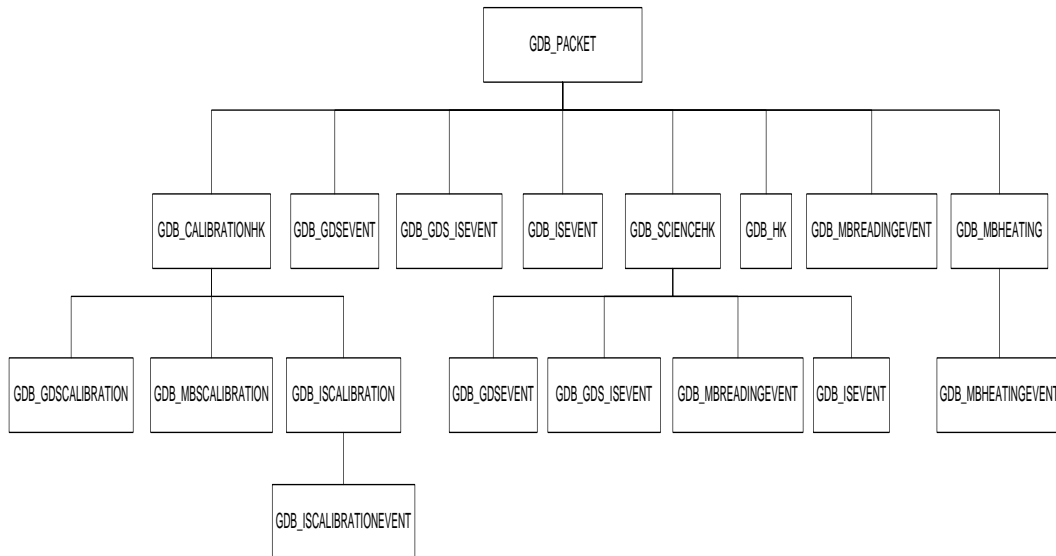 GDB_PACKET
GDB_CALIBRATIONHK
GDB_GDSEVENT
GDB_GDS_ISEVENT
GDB_ISEVENT
GDB_SCIENCEHK
GDB_HK
GDB_MBREADINGEVENT
GDB_MBHEATING
GDB_GDSCALIBRATION
GDB_MBSCALIBRATION
GDB_ISCALIBRATION
GDB_GDSEVENT
GDB_GDS_ISEVENT
GDB_MBREADINGEVENT
GDB_ISEVENT
GDB_MBHEATINGEVENT
GDB_ISCALIBRATIONEVENT